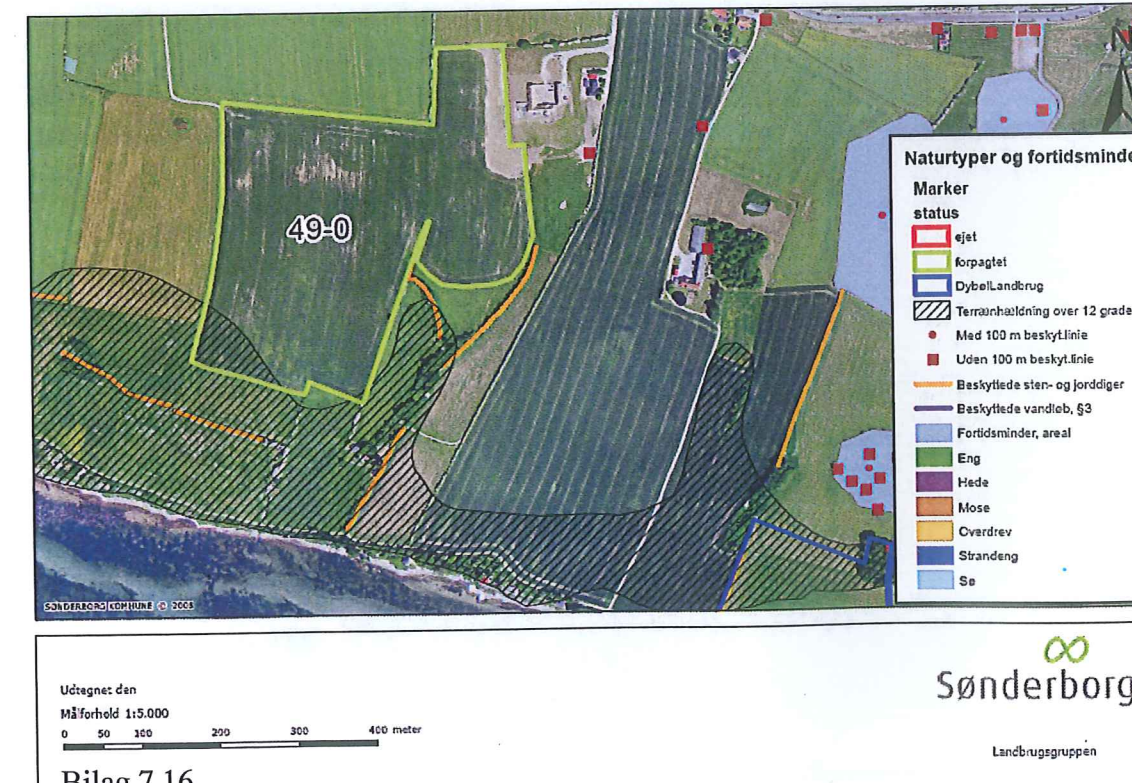 49-0
Naturtyper og fortidsminde
Marker
status
ejet
forpagtet
DybølLandbrug
Terrænhældning over 12 grade
Med 100 m beskyt.linie
Uden 100 m beskyt.linie
Beskyttede sten- og jorddiger
Beskyttede vandløb, §3
Fortidsminder, areal
Eng
Hede
Mose
Overdrev
Strandeng
Sø
SØNDERBORG KOMMUNE © 2008
Udtegnet den
Målforhold 1:5.000
0 50 100 200 300 400 meter
Sønderborg
Landbrugsgruppen
Bilag 7.16